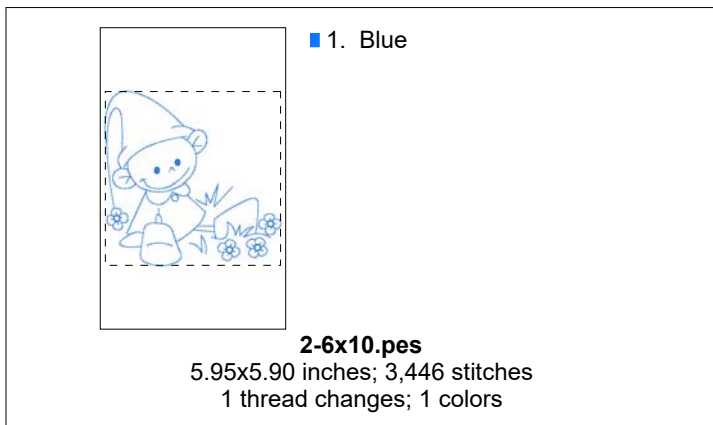 1. Blue
2-6x10.pes
5.95x5.90 inches; 3,446 stitches
1 thread changes; 1 colors